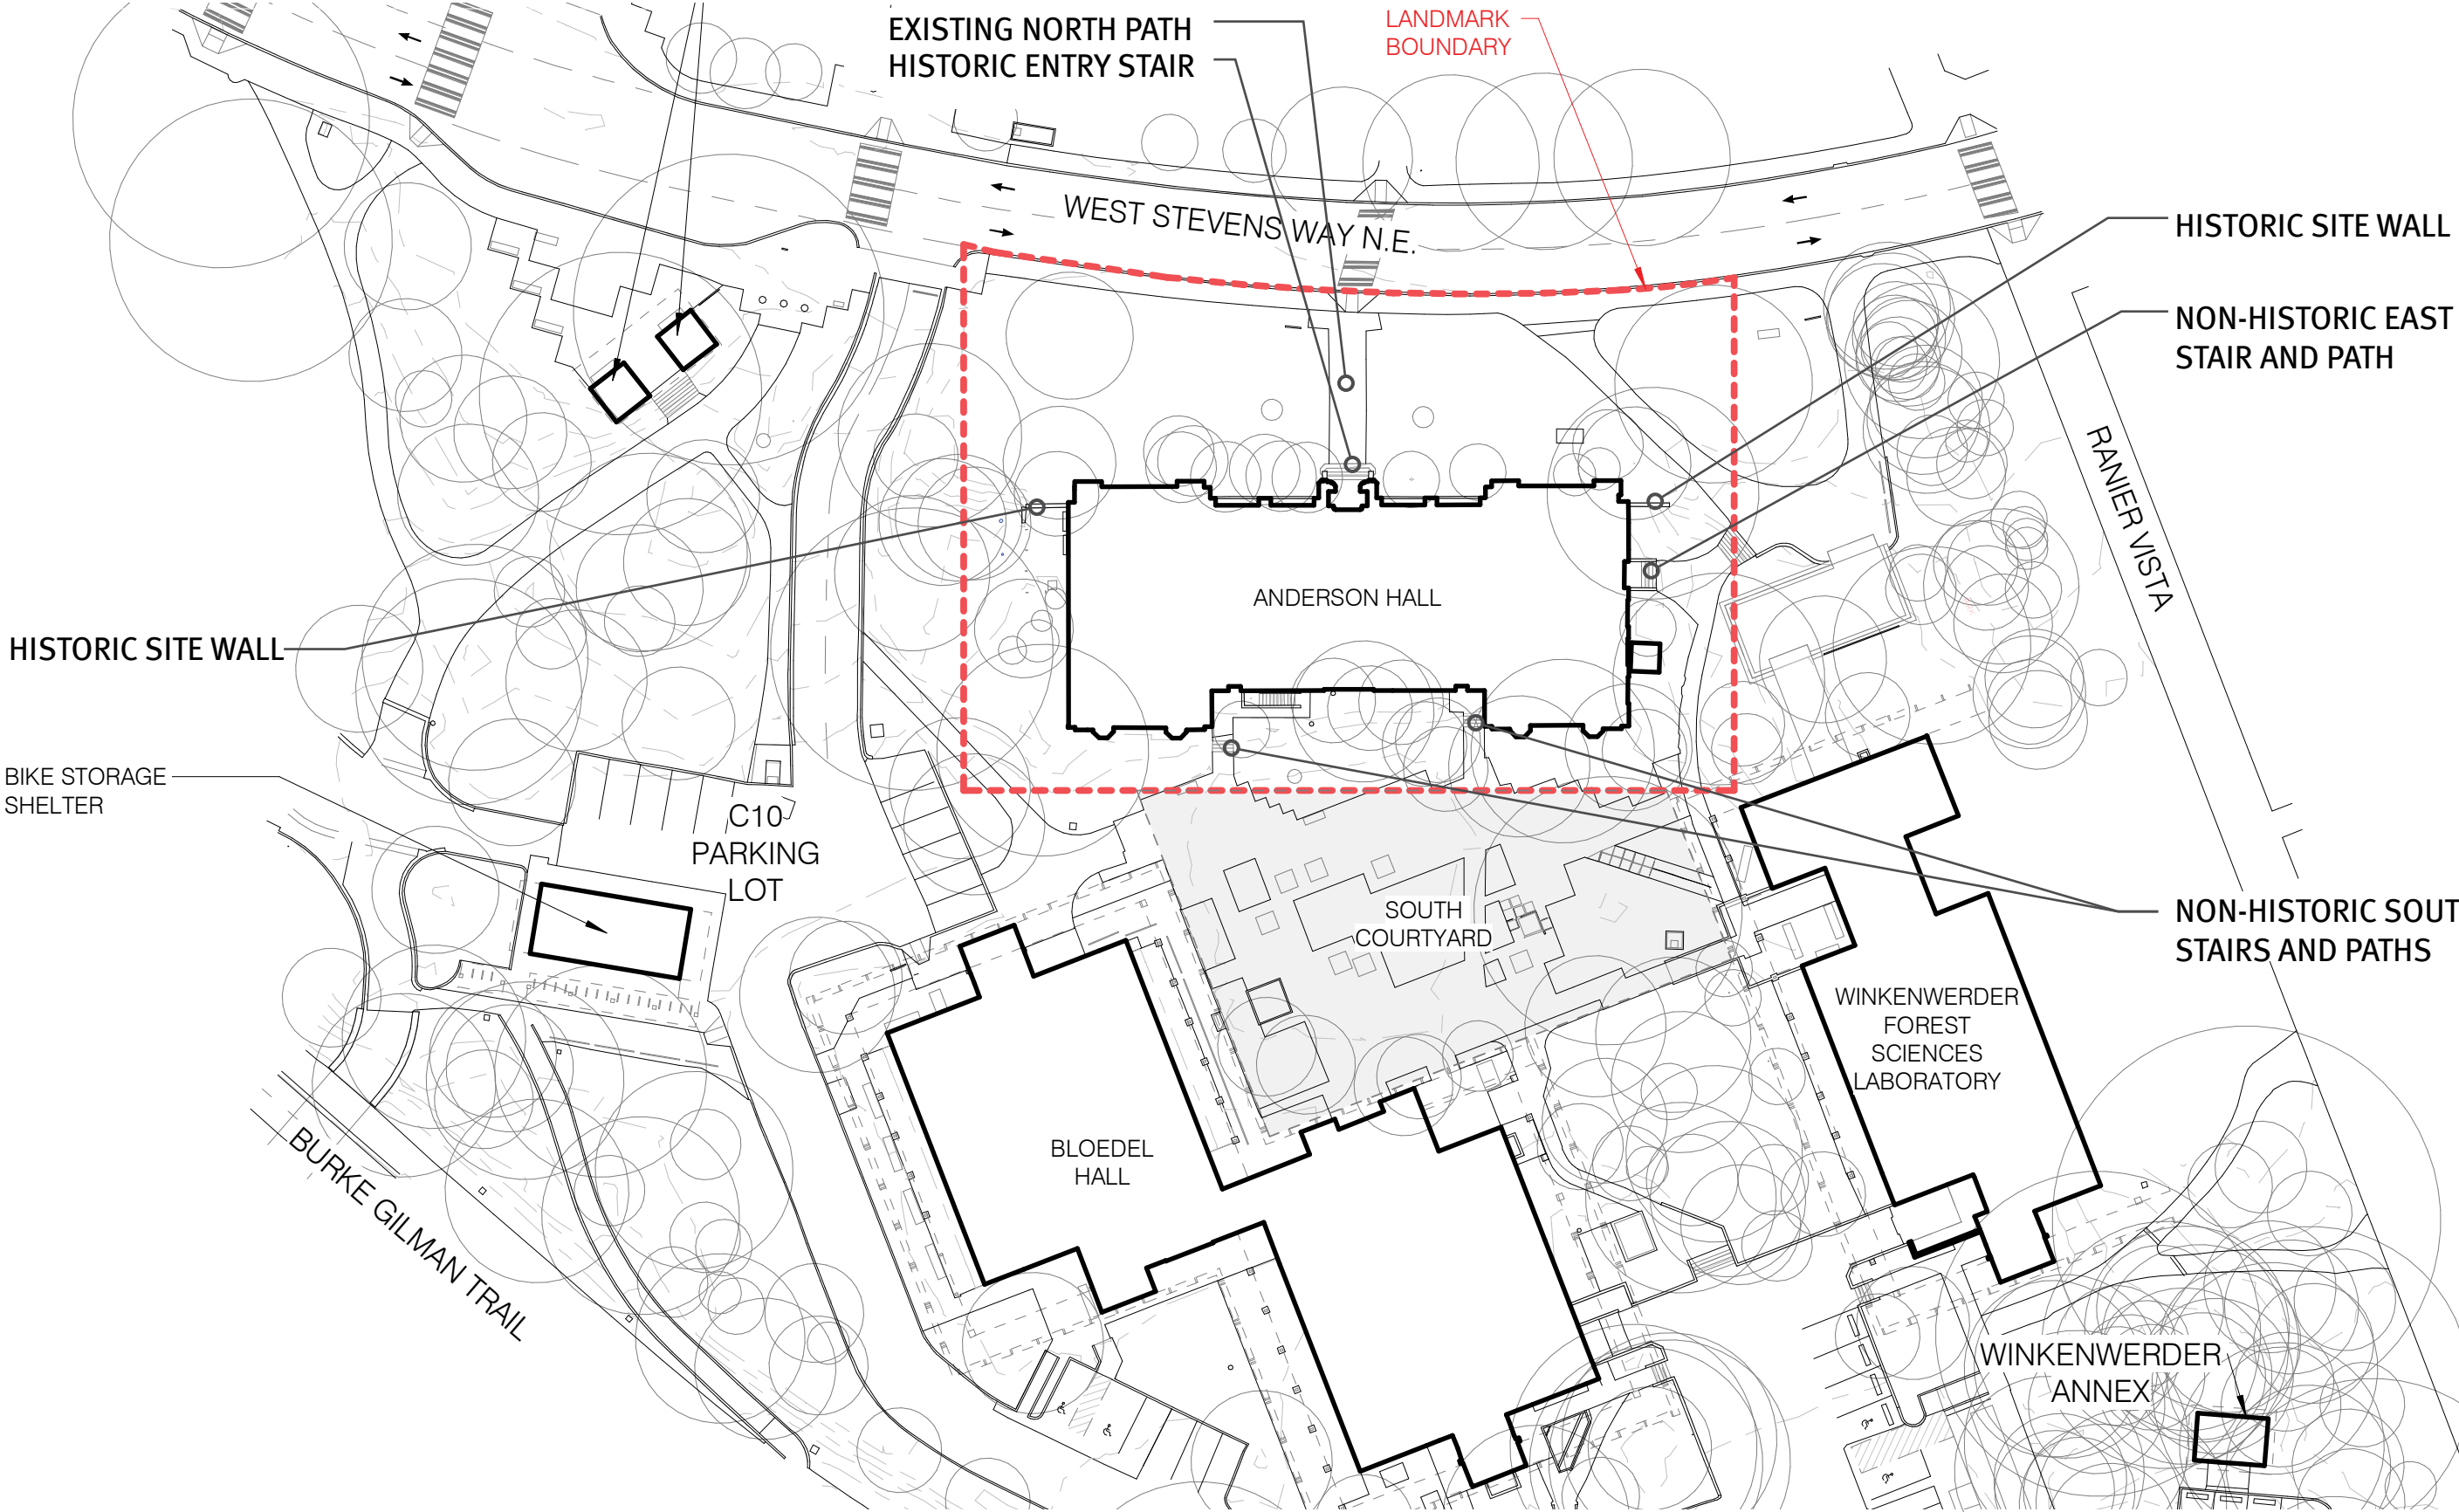 EXISTING NORTH PATH
HISTORIC ENTRY STAIR
LANDMARK
BOUNDARY
WEST STEVENS WAY N.E.
HISTORIC SITE WALL
NON-HISTORIC EAST
STAIR AND PATH
RANIER VISTA
ANDERSON HALL
HISTORIC SITE WALL
BIKE STORAGE
SHELTER
C10
PARKING
LOT
SOUTH
COURTYARD
NON-HISTORIC SOUT
STAIRS AND PATHS
WINKENWERDER
FOREST
SCIENCES
LABORATORY
BLOEDEL
HALL
BURKE GILMAN TRAIL
WINKENWERDER
ANNEX